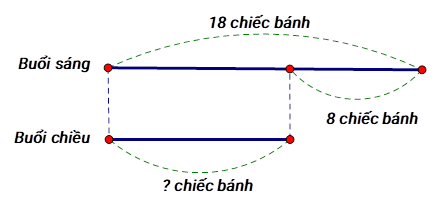 18 chiếc bánh
Buổi sáng
8 chiếc bánh
Buổi chiều
? chiếc bánh